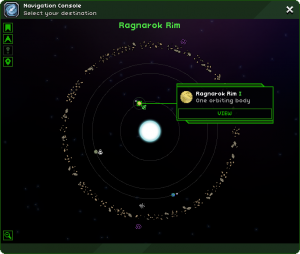 Navigation Console
Select your destination
Ragnarok Rim
Ragnarok Rim I
One orbiting body
VIEW